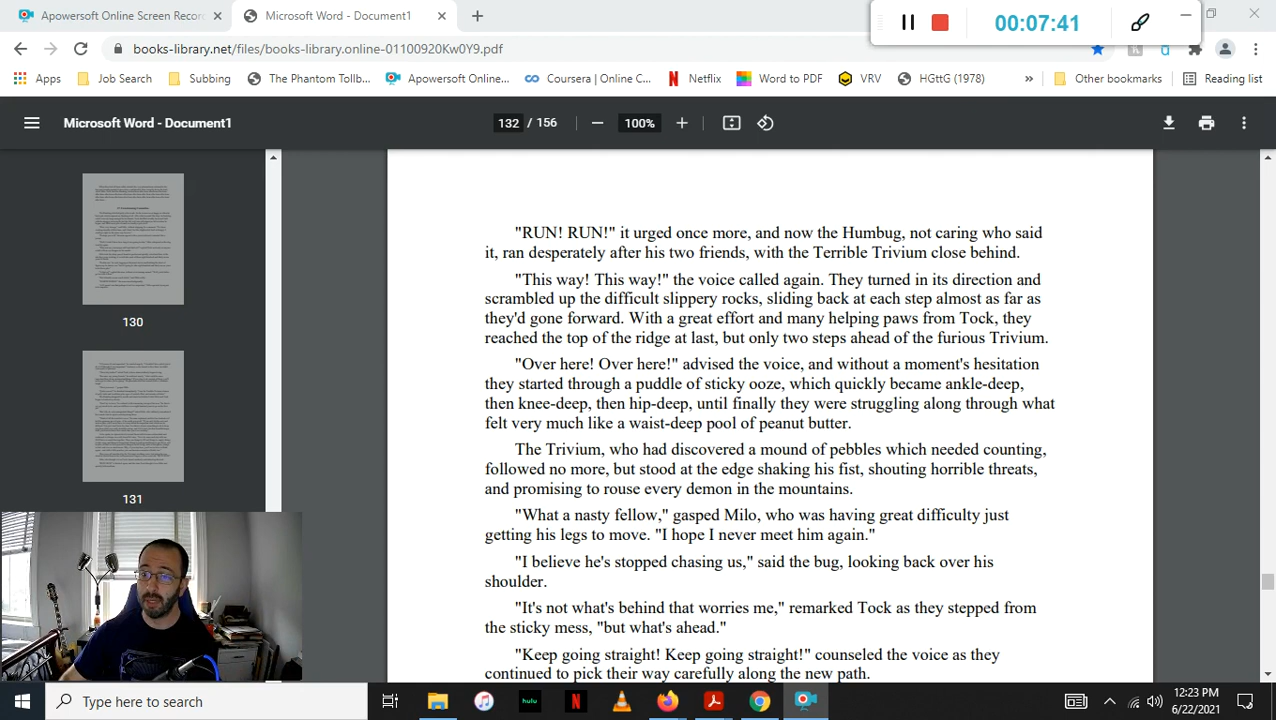 Apowersoft Online Screen Recor
Microsoft Word - Document1
00:07:41
books-library.net/files/books-library.online-01100920Kw0Y9.pdf
Apps
Job Search
Subbing
The Phantom Tollb...
Apowersoft Online...
Coursera | Online C...
Netflix
Word to PDF
VRV
HGttG (1978)
»
Other bookmarks
Reading list
Microsoft Word - Document1
132 / 156
100%
130
131
"RUN! RUN!" it urged once more, and now the Humbug, not caring who said
it, ran desperately after his two friends, with the Terrible Trivium close behind.
"This way! This way!" the voice called again. They turned in its direction and
scrambled up the difficult slippery rocks, sliding back at each step almost as far as
they'd gone forward. With a great effort and many helping paws from Tock, they
reached the top of the ridge at last, but only two steps ahead of the furious Trivium.
"Over here! Over here!" advised the voice, and without a moment's hesitation
they started through a puddle of sticky ooze, which quickly became ankle-deep,
then knee-deep, then hip-deep, until finally they were struggling along through what
felt very much like a waist-deep pool of peanut butter.
The Trivium, who had discovered a mound of pebbles which needed counting,
followed no more, but stood at the edge shaking his fist, shouting horrible threats,
and promising to rouse every demon in the mountains.
"What a nasty fellow," gasped Milo, who was having great difficulty just
getting his legs to move. "I hope I never meet him again."
"I believe he's stopped chasing us," said the bug, looking back over his
shoulder.
"It's not what's behind that worries me," remarked Tock as they stepped from
the sticky mess, "but what's ahead."
"Keep going straight! Keep going straight!" counseled the voice as they
continued to pick their way carefully along the new path.
Type here to search
hulu
12:23 PM
6/22/2021